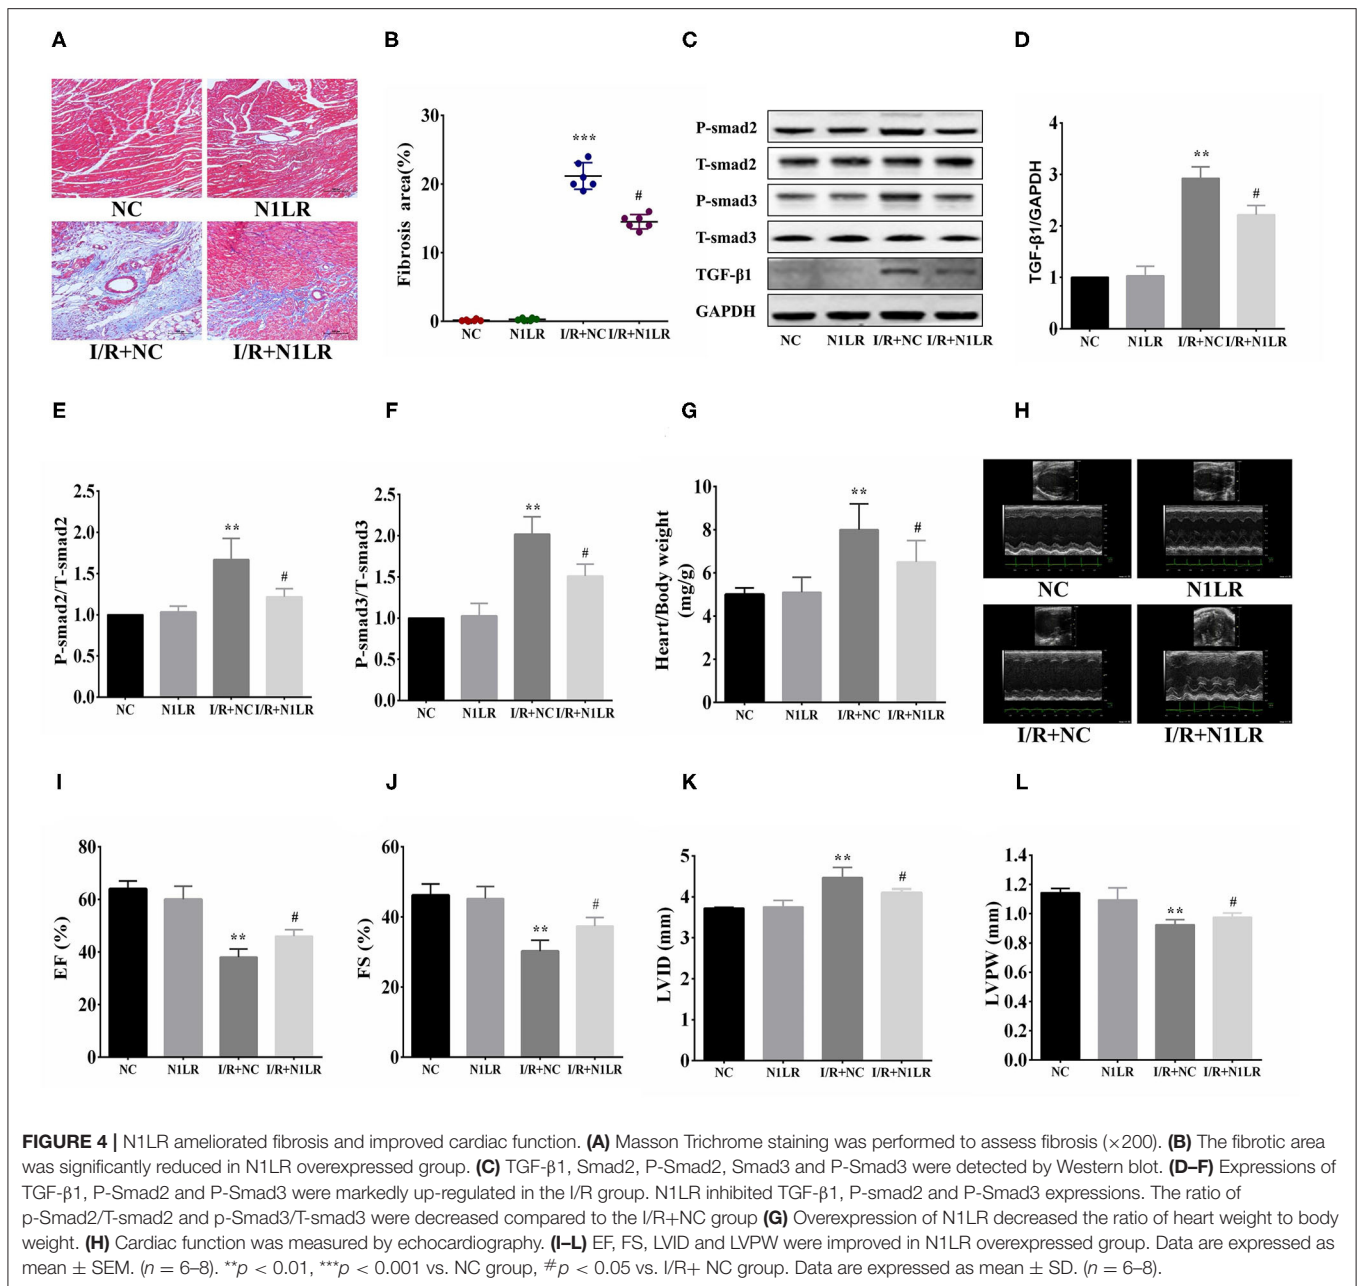 A
B
C
D
NC
N1LR
I/R+NC
I/R+N1LR
Fibrosis area(%)
30
20
10
0
***
#
NC
N1LR
I/R+NC
I/R+N1LR
P-smad2
T-smad2
P-smad3
T-smad3
TGF-β1
GAPDH
NC
N1LR
I/R+NC
I/R+N1LR
TGF-β1/GAPDH
4
3
2
1
0
**
#
NC
N1LR
I/R+NC
I/R+N1LR
E
F
G
H
P-smad2/T-smad2
2.5
2.0
1.5
1.0
0.5
0.0
**
#
NC
N1LR
I/R+NC
I/R+N1LR
P-smad3/T-smad3
2.5
2.0
1.5
1.0
0.5
0.0
**
#
NC
N1LR
I/R+NC
I/R+N1LR
Heart/Body weight
(mg/g)
10
8
6
4
2
0
**
#
NC
N1LR
I/R+NC
I/R+N1LR
NC
N1LR
I/R+NC
I/R+N1LR
I
J
K
L
EF (%)
80
60
40
20
0
**
#
NC
N1LR
I/R+NC
I/R+N1LR
FS (%)
60
40
20
0
**
#
NC
N1LR
I/R+NC
I/R+N1LR
LVID (mm)
5
4
3
2
1
0
**
#
NC
N1LR
I/R+NC
I/R+N1LR
LVPW (mm)
1.4
1.2
1.0
0.8
0.6
0.4
0.2
0.0
**
#
NC
N1LR
I/R+NC
I/R+N1LR
FIGURE 4 | N1LR ameliorated fibrosis and improved cardiac function. (A) Masson Trichrome staining was performed to assess fibrosis (×200). (B) The fibrotic area
was significantly reduced in N1LR overexpressed group. (C) TGF-β1, Smad2, P-Smad2, Smad3 and P-Smad3 were detected by Western blot. (D–F) Expressions of
TGF-β1, P-Smad2 and P-Smad3 were markedly up-regulated in the I/R group. N1LR inhibited TGF-β1, P-smad2 and P-Smad3 expressions. The ratio of
p-Smad2/T-smad2 and p-Smad3/T-smad3 were decreased compared to the I/R+NC group (G) Overexpression of N1LR decreased the ratio of heart weight to body
weight. (H) Cardiac function was measured by echocardiography. (I–L) EF, FS, LVID and LVPW were improved in N1LR overexpressed group. Data are expressed as
mean ± SEM. (n = 6–8). **p < 0.01, ***p < 0.001 vs. NC group, #p < 0.05 vs. I/R+ NC group. Data are expressed as mean ± SD. (n = 6–8).